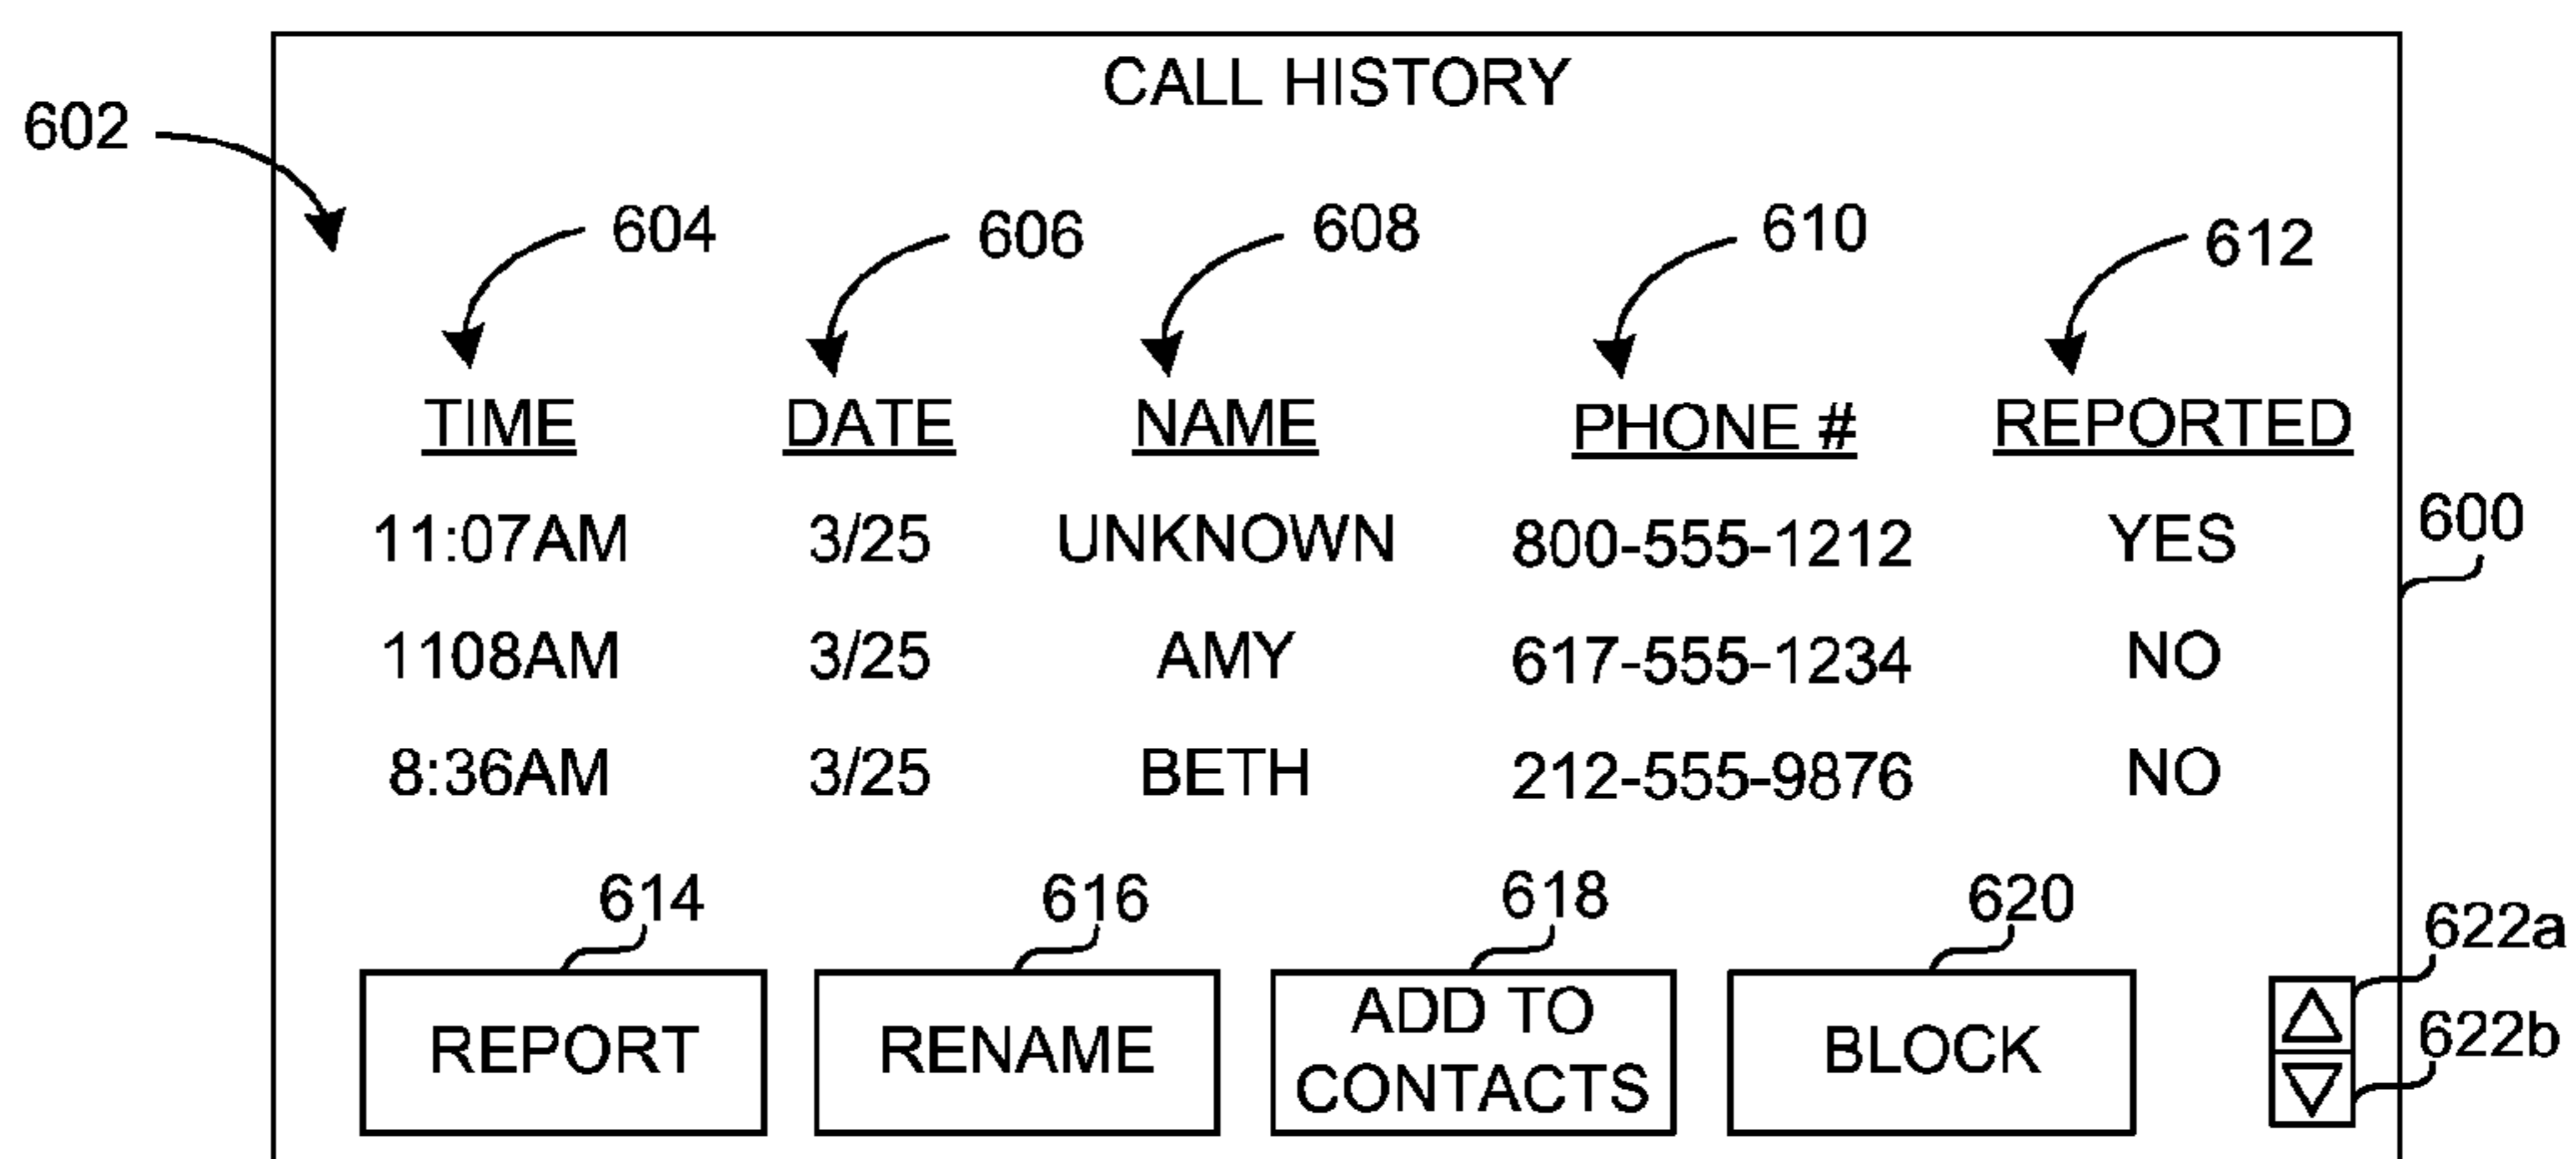 CALL HISTORY
602
604 606 608 610 612
TIME DATE NAME PHONE # REPORTED
11:07AM 3/25 UNKNOWN 800-555-1212 YES
600
1108AM 3/25 AMY 617-555-1234 NO
8:36AM 3/25 BETH 212-555-9876 NO
614 616 618 620
622a
REPORT RENAME ADD TO CONTACTS BLOCK
622b